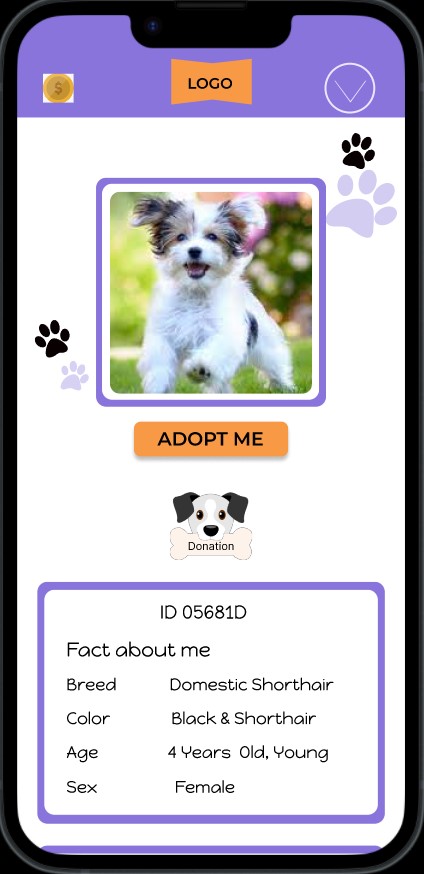 $
LOGO
ADOPT ME
Donation
ID 05681D
Fact about me
Breed Domestic Shorthair
Color Black & Shorthair
Age 4 Years Old, Young
Sex Female